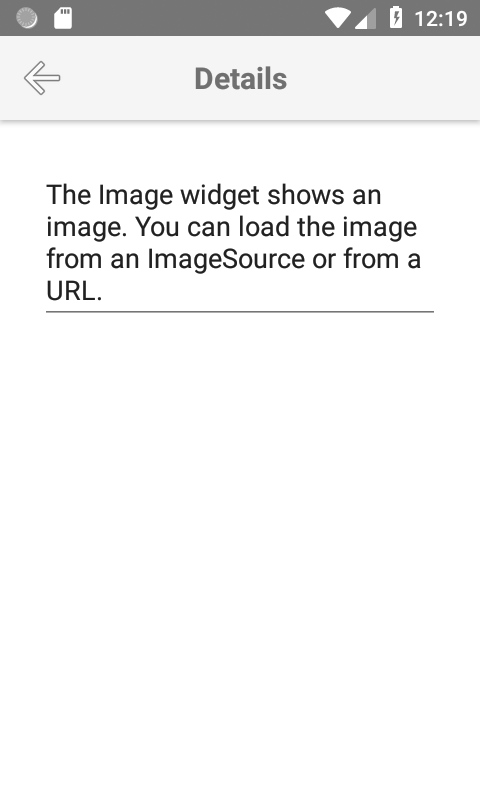 12:19
Details
The Image widget shows an
image. You can load the image
from an ImageSource or from a
URL.